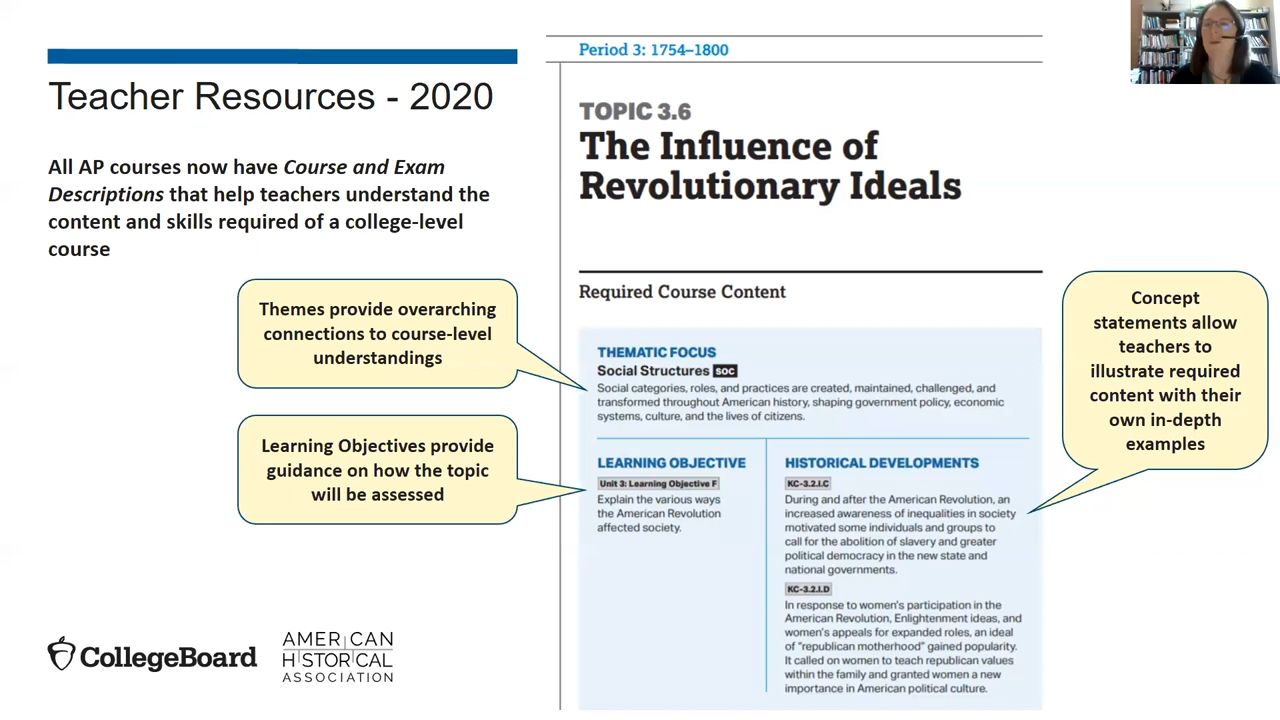 Teacher Resources - 2020
All AP courses now have Course and Exam
Descriptions that help teachers understand the
content and skills required of a college-level
course
Themes provide overarching
connections to course-level
understandings
Learning Objectives provide
guidance on how the topic
will be assessed
CollegeBoard
AMERICAN
HISTORICAL
ASSOCIATION
Period 3: 1754–1800
TOPIC 3.6
The Influence of
Revolutionary Ideals
Required Course Content
THEMATIC FOCUS
Social Structures SOC
Social categories, roles, and practices are created, maintained, challenged, and
transformed throughout American history, shaping government policy, economic
systems, culture, and the lives of citizens.
LEARNING OBJECTIVE
Unit 3: Learning Objective F
Explain the various ways
the American Revolution
affected society.
HISTORICAL DEVELOPMENTS
KC-3.2.I.C
During and after the American Revolution, an
increased awareness of inequalities in society
motivated some individuals and groups to
call for the abolition of slavery and greater
political democracy in the new state and
national governments.
KC-3.2.I.D
In response to women's participation in the
American Revolution, Enlightenment ideas, and
women's appeals for expanded roles, an ideal
of "republican motherhood" gained popularity.
It called on women to teach republican values
within the family and granted women a new
importance in American political culture.
Concept
statements allow
teachers to
illustrate required
content with their
own in-depth
examples